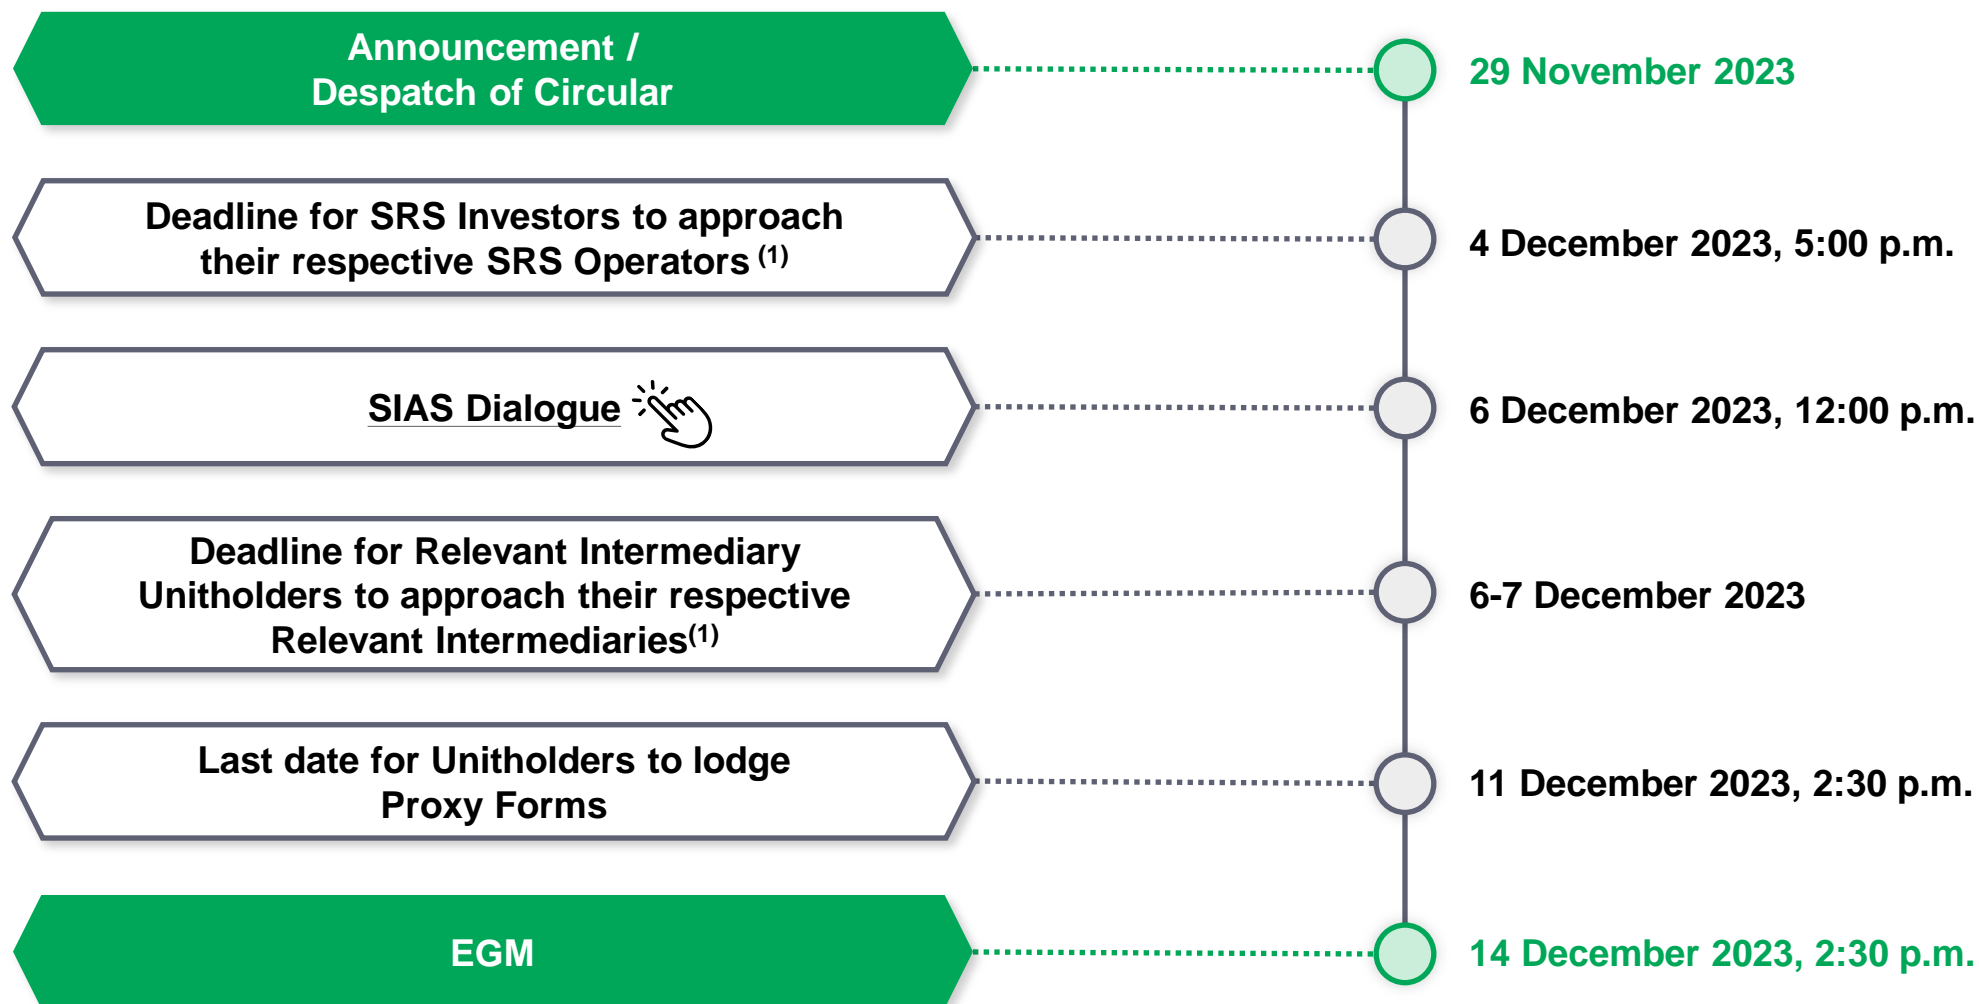 Announcement /
Despatch of Circular
29 November 2023
Deadline for SRS Investors to approach
their respective SRS Operators (1)
4 December 2023, 5:00 p.m.
SIAS Dialogue
6 December 2023, 12:00 p.m.
Deadline for Relevant Intermediary
Unitholders to approach their respective
Relevant Intermediaries(1)
6-7 December 2023
Last date for Unitholders to lodge
Proxy Forms
11 December 2023, 2:30 p.m.
EGM
14 December 2023, 2:30 p.m.